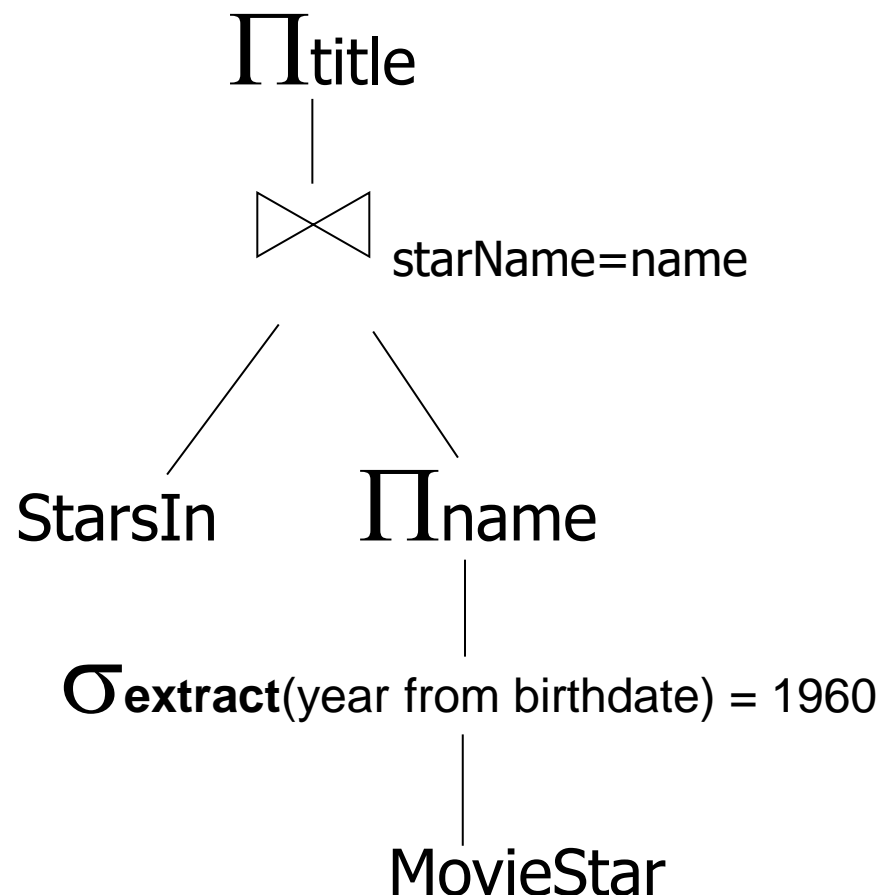 Πtitle
⋈ starName=name
StarsIn Πname
σextract(year from birthdate) = 1960
MovieStar